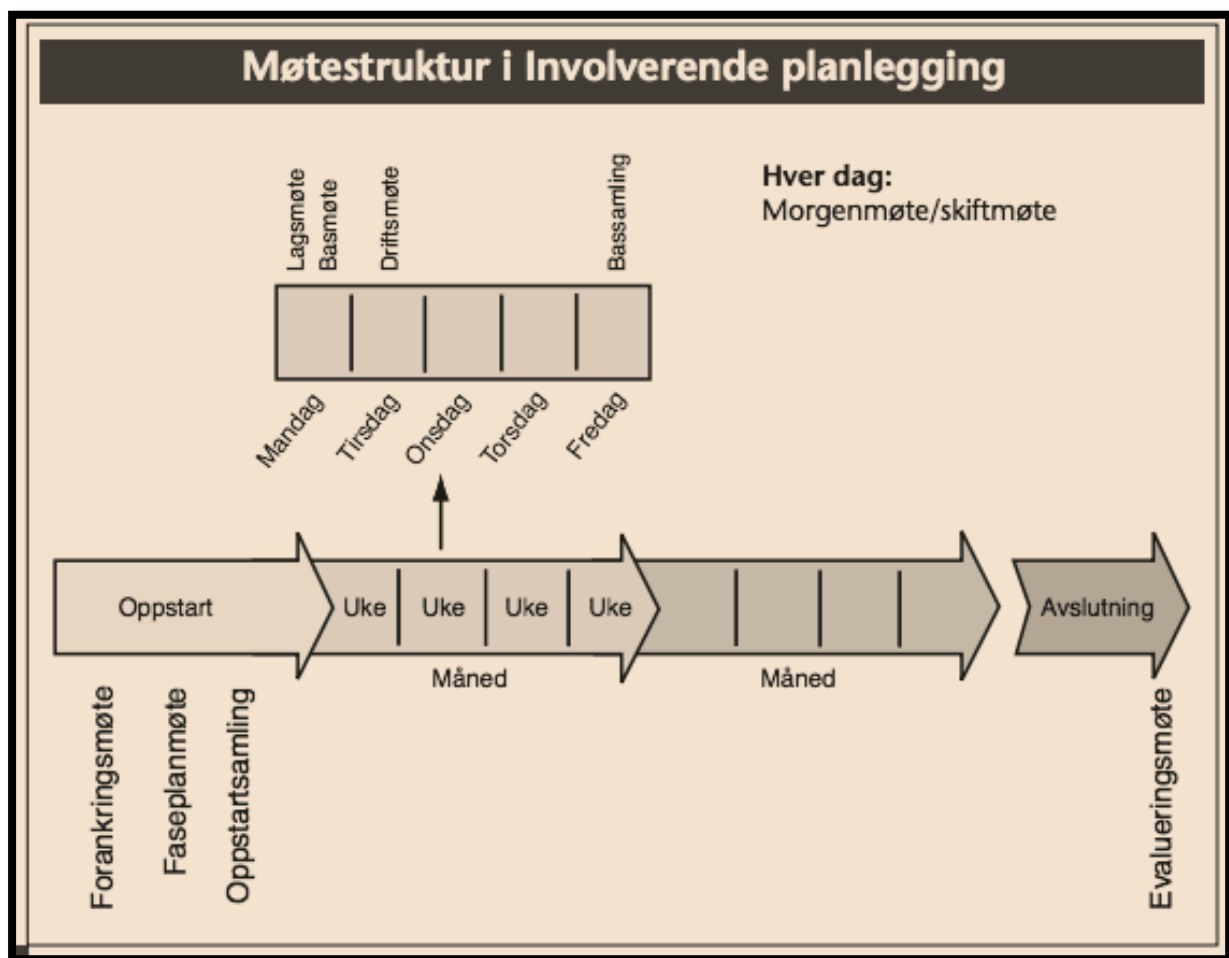 Møtestruktur i Involverende planlegging
Lagsmøte
Basmøte
Driftsmøte
Bassamling
Hver dag:
Morgenmøte/skiftmøte
Mandag
Tirsdag
Onsdag
Torsdag
Fredag
Oppstart
Uke
Uke
Uke
Uke
Avslutning
Måned
Måned
Forankringsmøte
Faseplanmøte
Oppstartsamling
Evalueringsmøte